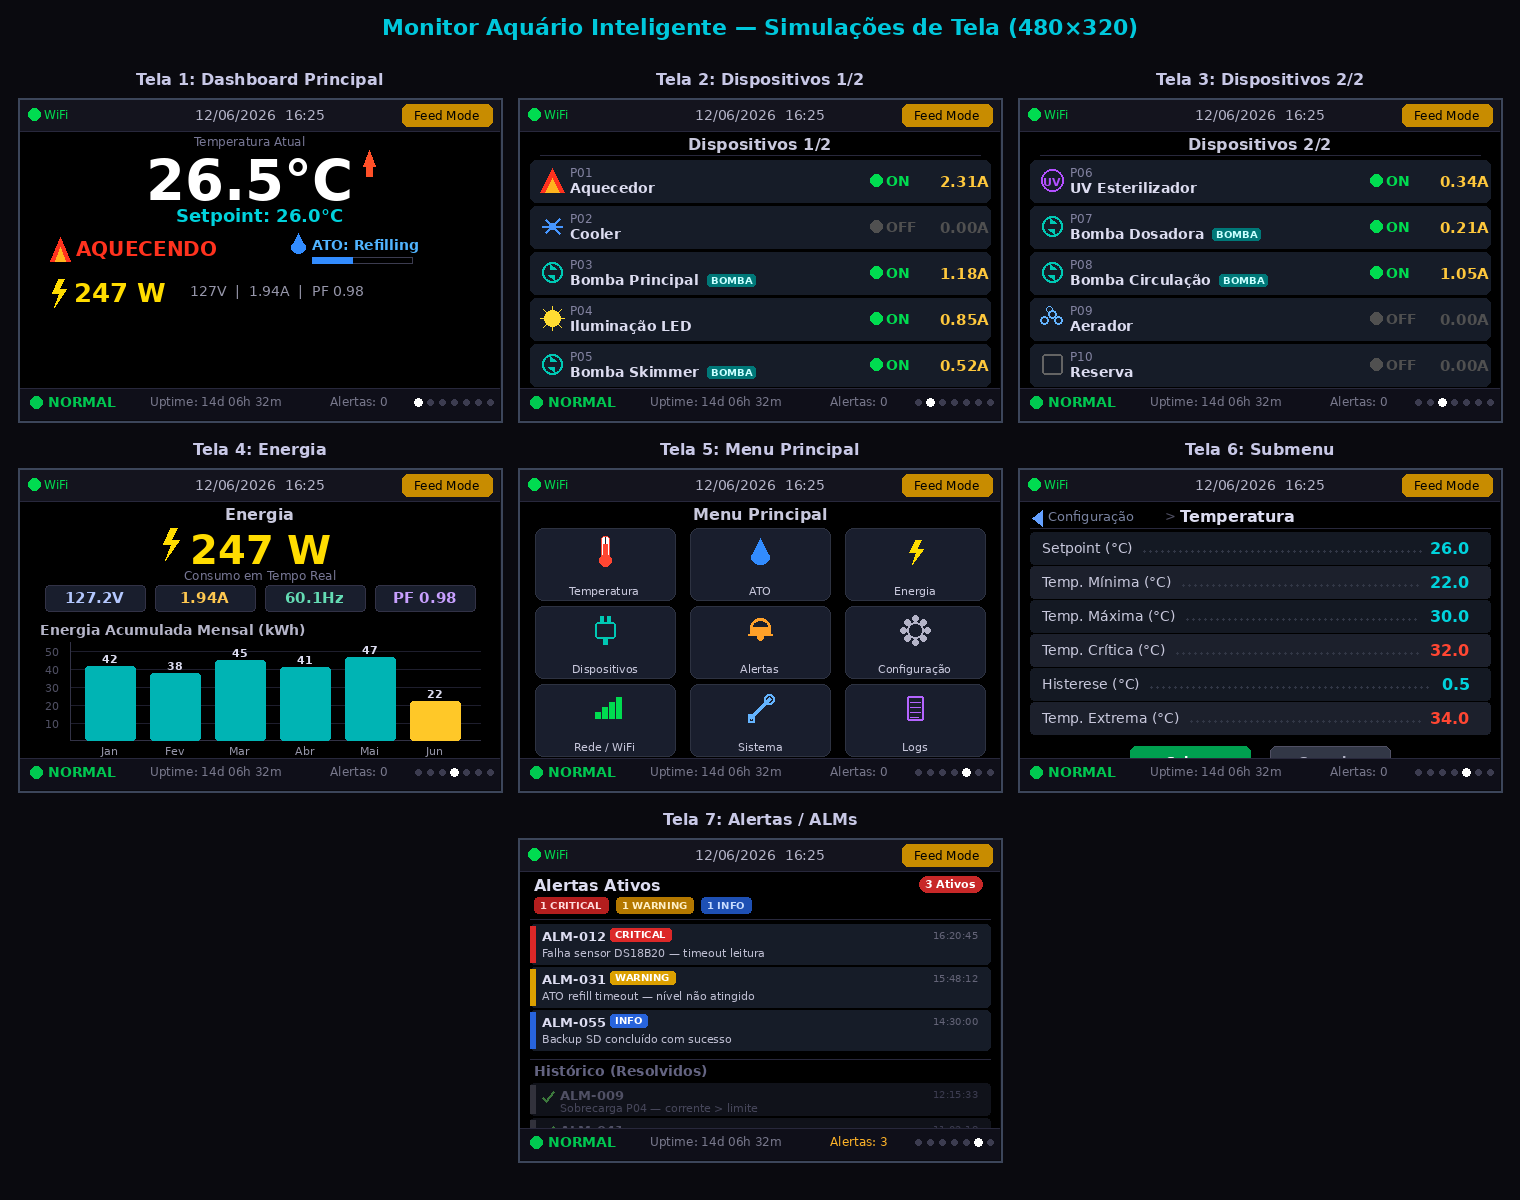 Monitor Aquário Inteligente — Simulações de Tela (480×320)
Tela 1: Dashboard Principal
WiFi 12/06/2026 16:25 Feed Mode
Temperatura Atual
26.5°C
Setpoint: 26.0°C
AQUECENDO ATO: Refilling
247 W 127V | 1.94A | PF 0.98
NORMAL Uptime: 14d 06h 32m Alertas: 0
Tela 2: Dispositivos 1/2
WiFi 12/06/2026 16:25 Feed Mode
Dispositivos 1/2
P01
Aquecedor ON 2.31A
P02
Cooler OFF 0.00A
P03
Bomba Principal BOMBA ON 1.18A
P04
Iluminação LED ON 0.85A
P05
Bomba Skimmer BOMBA ON 0.52A
NORMAL Uptime: 14d 06h 32m Alertas: 0
Tela 3: Dispositivos 2/2
WiFi 12/06/2026 16:25 Feed Mode
Dispositivos 2/2
P06
UV UV Esterilizador ON 0.34A
P07
Bomba Dosadora BOMBA ON 0.21A
P08
Bomba Circulação BOMBA ON 1.05A
P09
Aerador OFF 0.00A
P10
Reserva OFF 0.00A
NORMAL Uptime: 14d 06h 32m Alertas: 0
Tela 4: Energia
WiFi 12/06/2026 16:25 Feed Mode
Energia
247 W
Consumo em Tempo Real
127.2V 1.94A 60.1Hz PF 0.98
Energia Acumulada Mensal (kWh)
50
40
30
20
10
42 38 45 41 47 22
Jan Fev Mar Abr Mai Jun
NORMAL Uptime: 14d 06h 32m Alertas: 0
Tela 5: Menu Principal
WiFi 12/06/2026 16:25 Feed Mode
Menu Principal
Temperatura ATO Energia
Dispositivos Alertas Configuração
Rede / WiFi Sistema Logs
NORMAL Uptime: 14d 06h 32m Alertas: 0
Tela 6: Submenu
WiFi 12/06/2026 16:25 Feed Mode
Configuração > Temperatura
Setpoint (°C) 26.0
Temp. Mínima (°C) 22.0
Temp. Máxima (°C) 30.0
Temp. Crítica (°C) 32.0
Histerese (°C) 0.5
Temp. Extrema (°C) 34.0
NORMAL Uptime: 14d 06h 32m Alertas: 0
Tela 7: Alertas / ALMs
WiFi 12/06/2026 16:25 Feed Mode
Alertas Ativos 3 Ativos
1 CRITICAL 1 WARNING 1 INFO
ALM-012 CRITICAL 16:20:45
Falha sensor DS18B20 — timeout leitura
ALM-031 WARNING 15:48:12
ATO refill timeout — nível não atingido
ALM-055 INFO 14:30:00
Backup SD concluído com sucesso
Histórico (Resolvidos)
ALM-009 12:15:33
Sobrecarga P04 — corrente > limite
NORMAL Uptime: 14d 06h 32m Alertas: 3